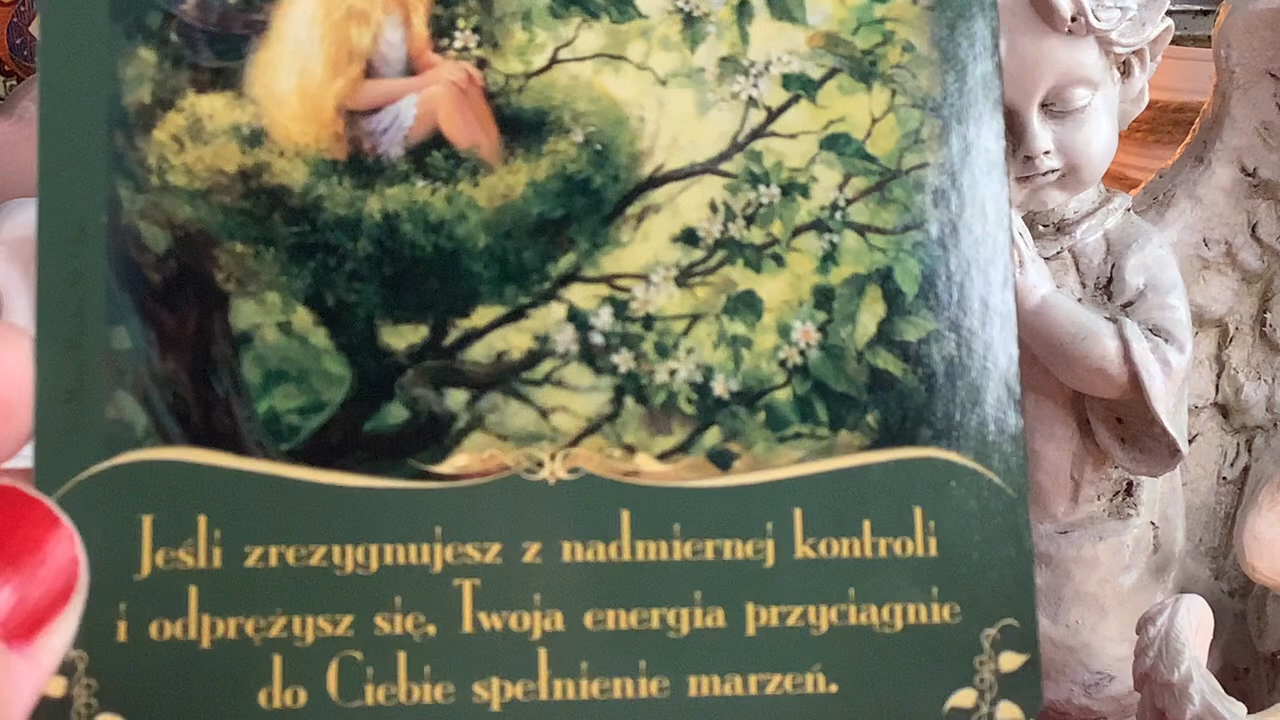 Jeśli zrezygnujesz z nadmiernej kontroli
i odprężysz się, Twoja energia przyciągnie
do Ciebie spełnienie marzeń.